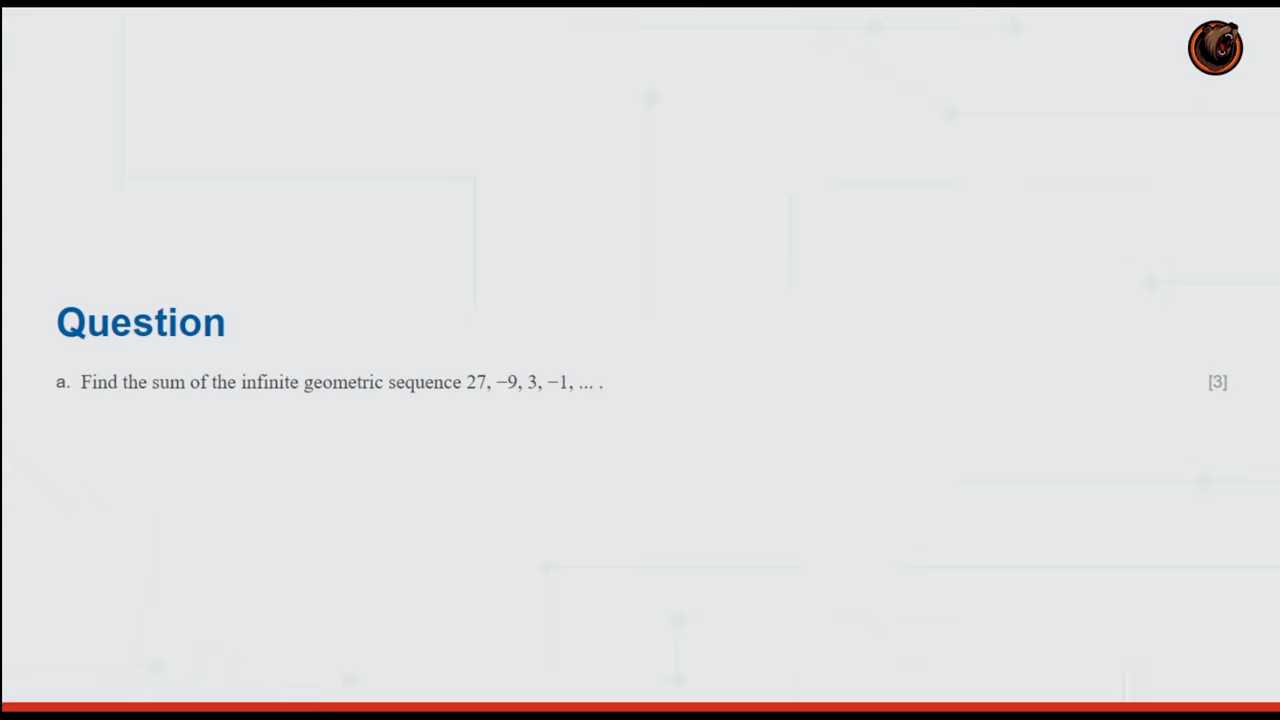 Question
a. Find the sum of the infinite geometric sequence 27, −9, 3, −1, ... . [3]